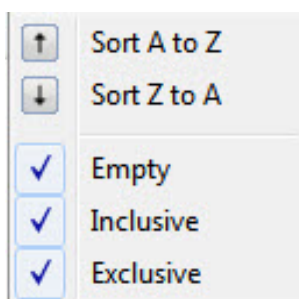 Sort A to Z
Sort Z to A
Empty
Inclusive
Exclusive